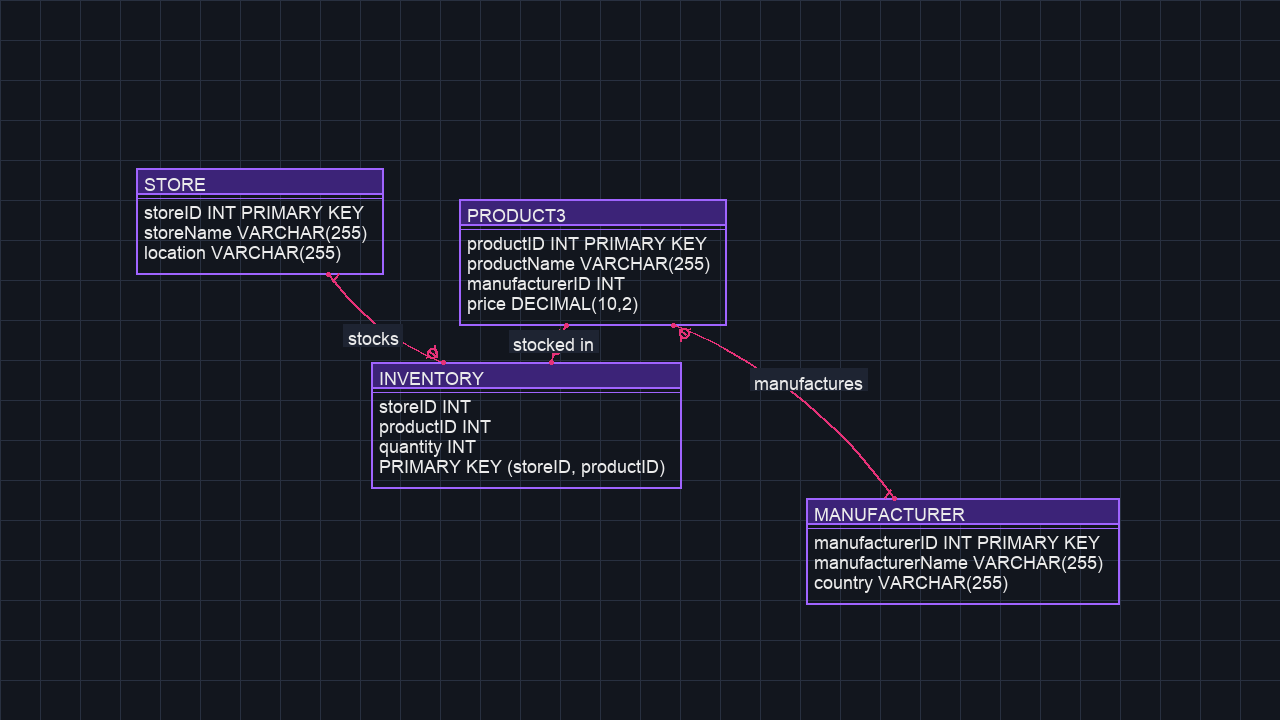 STORE
storeID INT PRIMARY KEY
storeName VARCHAR(255)
location VARCHAR(255)
PRODUCT3
productID INT PRIMARY KEY
productName VARCHAR(255)
manufacturerID INT
price DECIMAL(10,2)
stocks
stocked in
manufactures
INVENTORY
storeID INT
productID INT
quantity INT
PRIMARY KEY (storeID, productID)
MANUFACTURER
manufacturerID INT PRIMARY KEY
manufacturerName VARCHAR(255)
country VARCHAR(255)